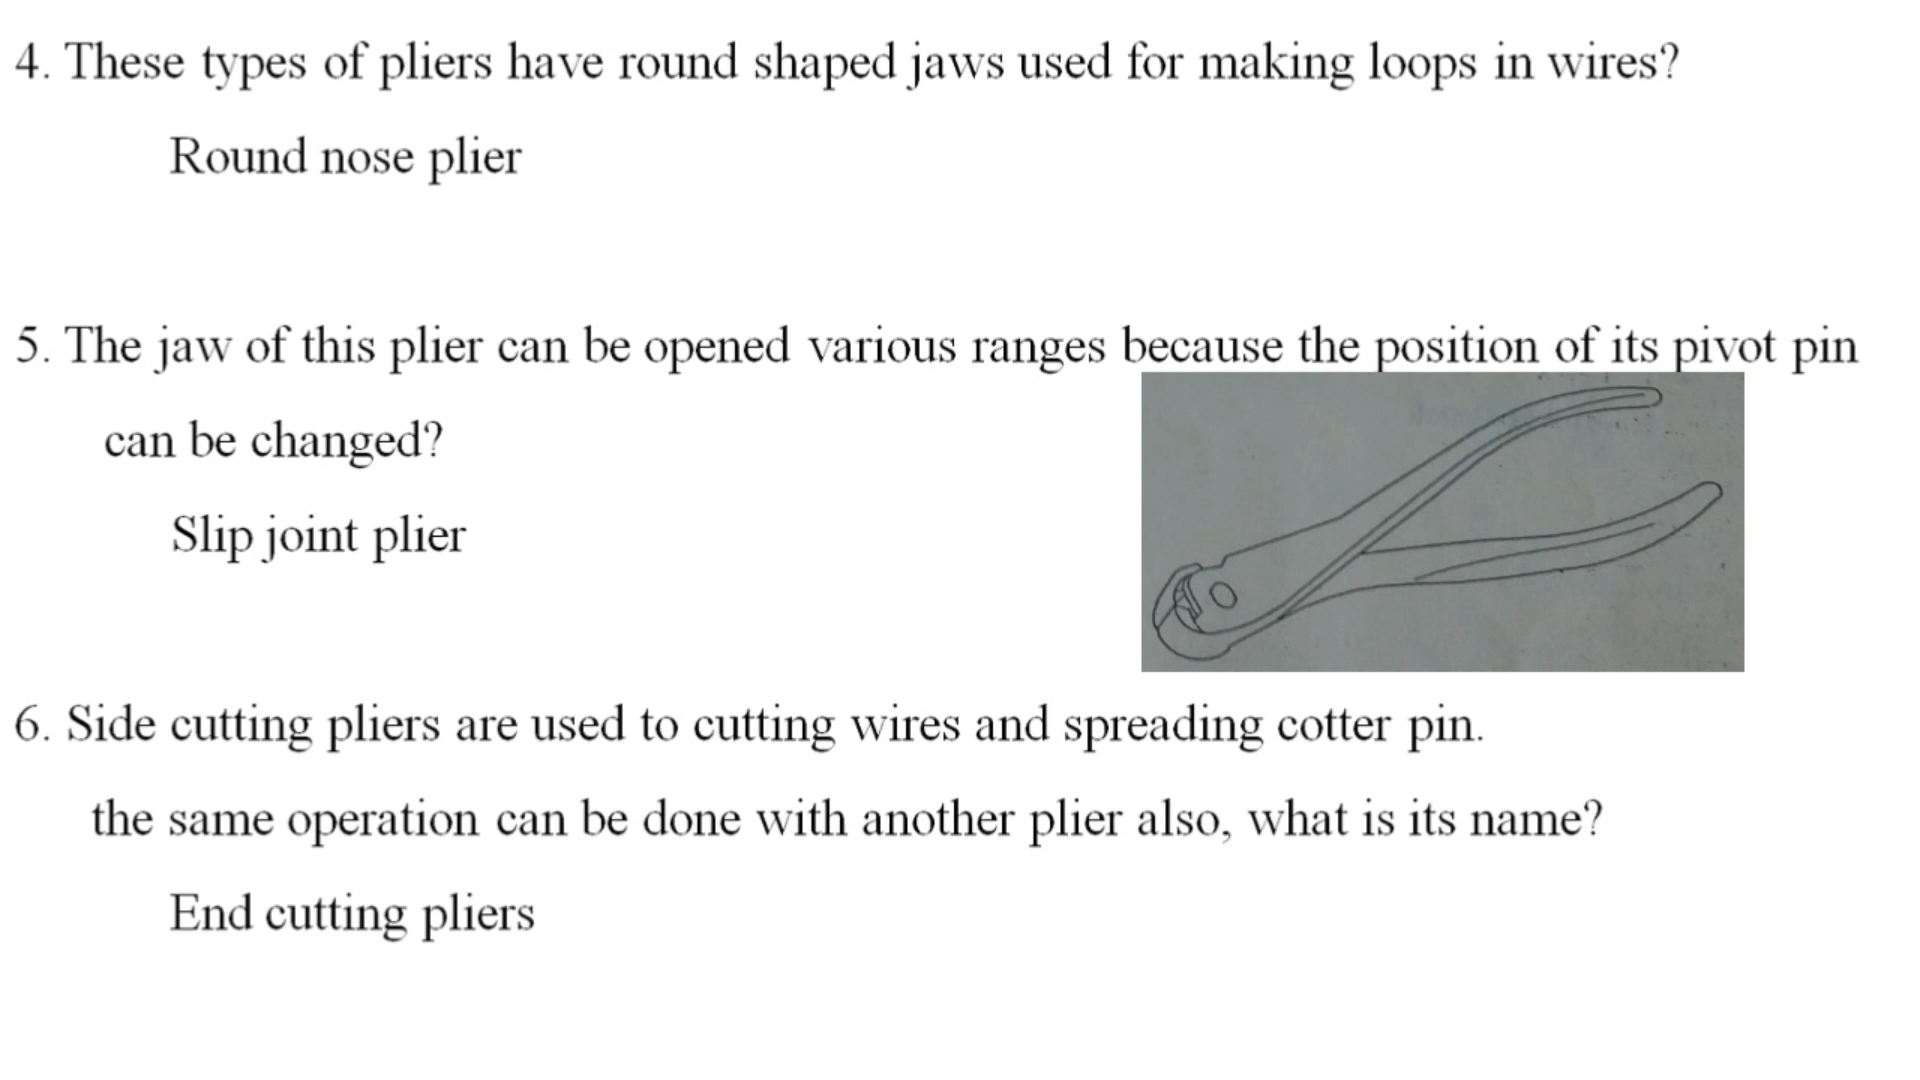 4. These types of pliers have round shaped jaws used for making loops in wires?
Round nose plier
5. The jaw of this plier can be opened various ranges because the position of its pivot pin
can be changed?
Slip joint plier
6. Side cutting pliers are used to cutting wires and spreading cotter pin.
the same operation can be done with another plier also, what is its name?
End cutting pliers